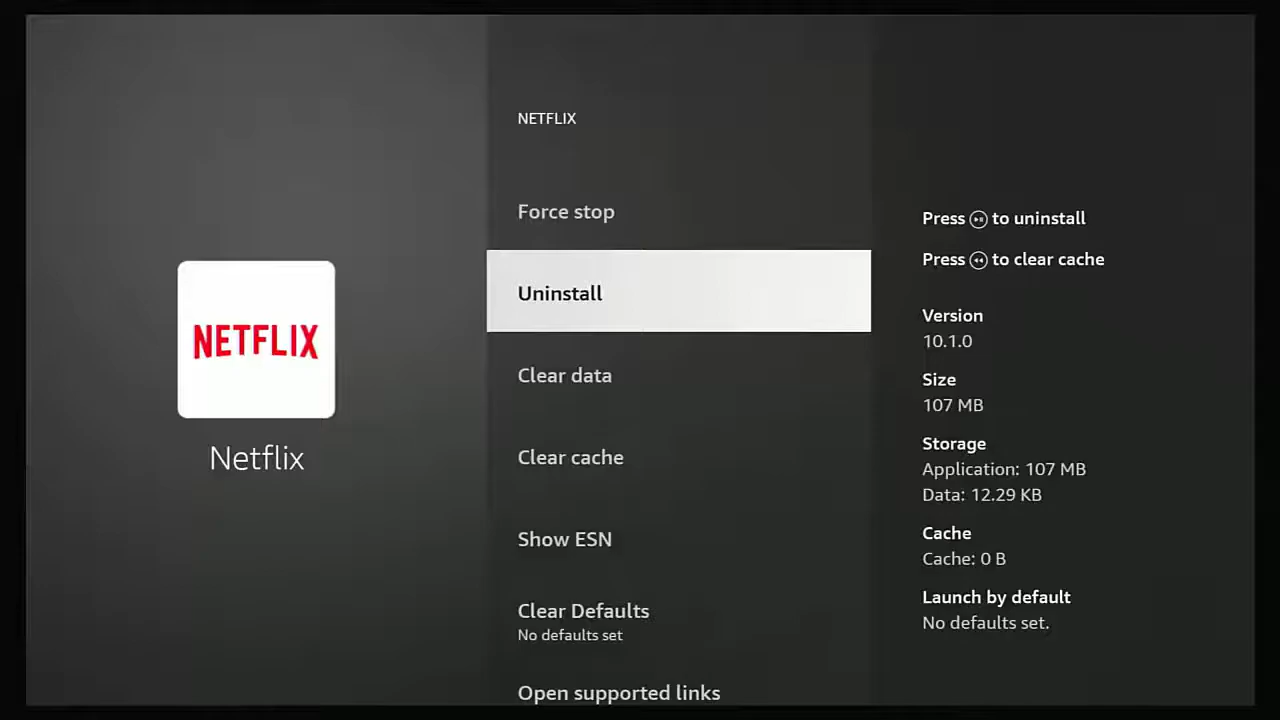 NETFLIX
Netflix
NETFLIX
Force stop
Uninstall
Clear data
Clear cache
Show ESN
Clear Defaults
No defaults set
Open supported links
Press to uninstall
Press to clear cache
Version
10.1.0
Size
107 MB
Storage
Application: 107 MB
Data: 12.29 KB
Cache
Cache: 0 B
Launch by default
No defaults set.